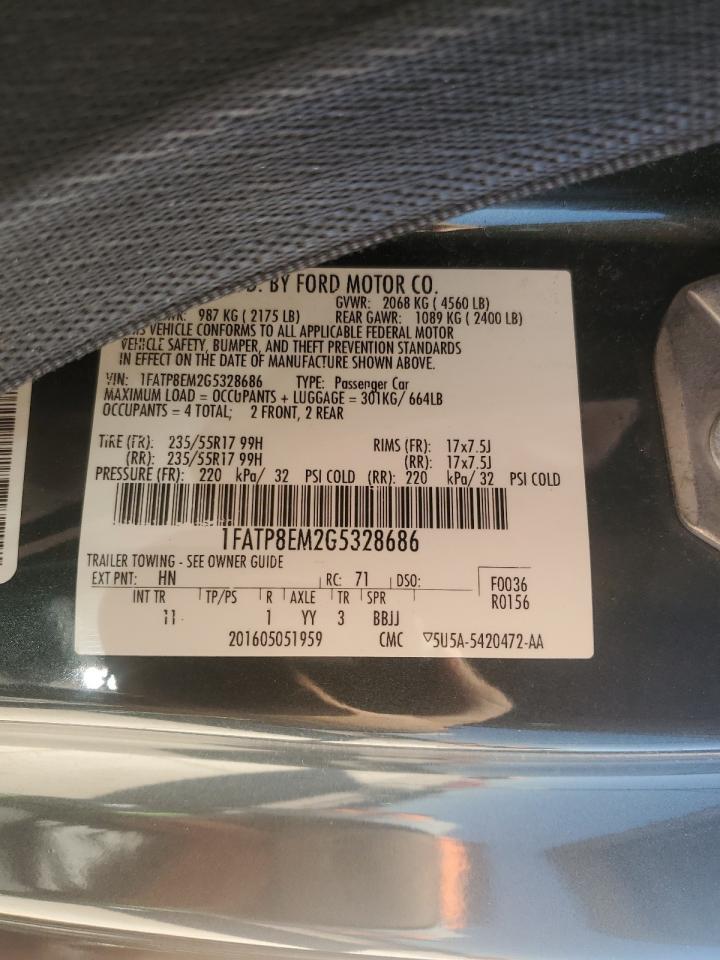 BY FORD MOTOR CO.
GVWR: 2068 KG ( 4560 LB)
987 KG ( 2175 LB) REAR GAWR: 1089 KG ( 2400 LB)
VEHICLE CONFORMS TO ALL APPLICABLE FEDERAL MOTOR
VEHICLE SAFETY, BUMPER, AND THEFT PREVENTION STANDARDS
IN EFFECT ON THE DATE OF MANUFACTURE SHOWN ABOVE.
VIN: 1FATP8EM2G5328686 TYPE: Passenger Car
MAXIMUM LOAD = OCCUPANTS + LUGGAGE = 301KG/ 664LB
OCCUPANTS = 4 TOTAL; 2 FRONT, 2 REAR
TIRE (FR): 235/55R17 99H RIMS (FR): 17x7.5J
(RR): 235/55R17 99H (RR): 17x7.5J
PRESSURE (FR): 220 kPa/ 32 PSI COLD (RR): 220 kPa/ 32 PSI COLD
1FATP8EM2G5328686
TRAILER TOWING - SEE OWNER GUIDE
EXT PNT: HN RC: 71 DSO: F0036
INT TR TP/PS R AXLE TR SPR R0156
11 1 YY 3 BBJJ
201605051959 CMC ▽5U5A-5420472-AA